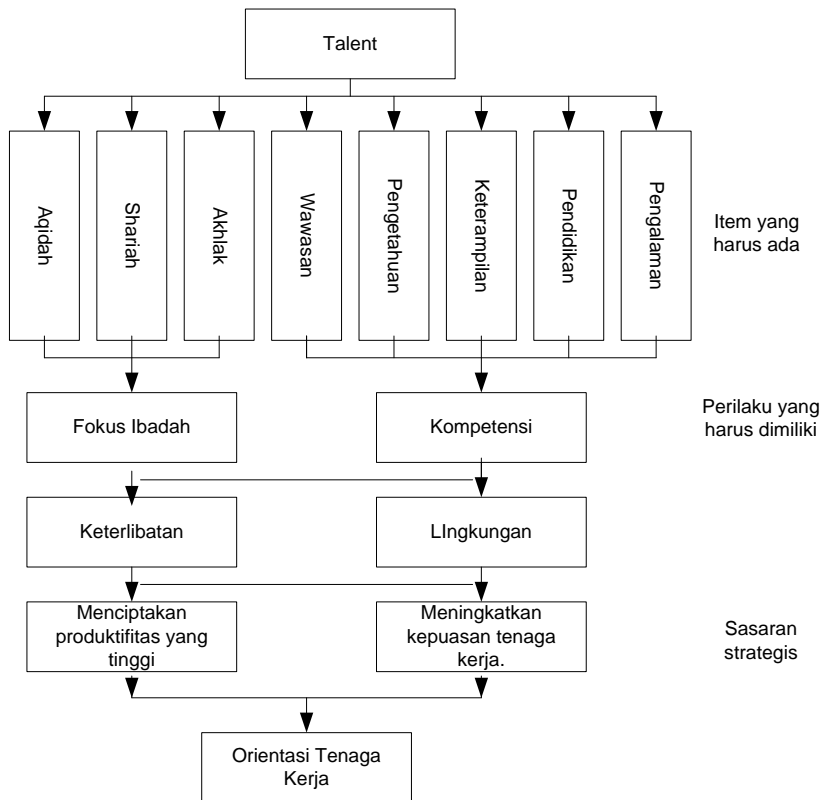 Talent
Aqidah
Shariah
Akhlak
Wawasan
Pengetahuan
Keterampilan
Pendidikan
Pengalaman
Item yang
harus ada
Fokus Ibadah
Kompetensi
Perilaku yang
harus dimiliki
Keterlibatan
LIngkungan
Menciptakan
produktifitas yang
tinggi
Meningkatkan
kepuasan tenaga
kerja.
Sasaran
strategis
Orientasi Tenaga
Kerja